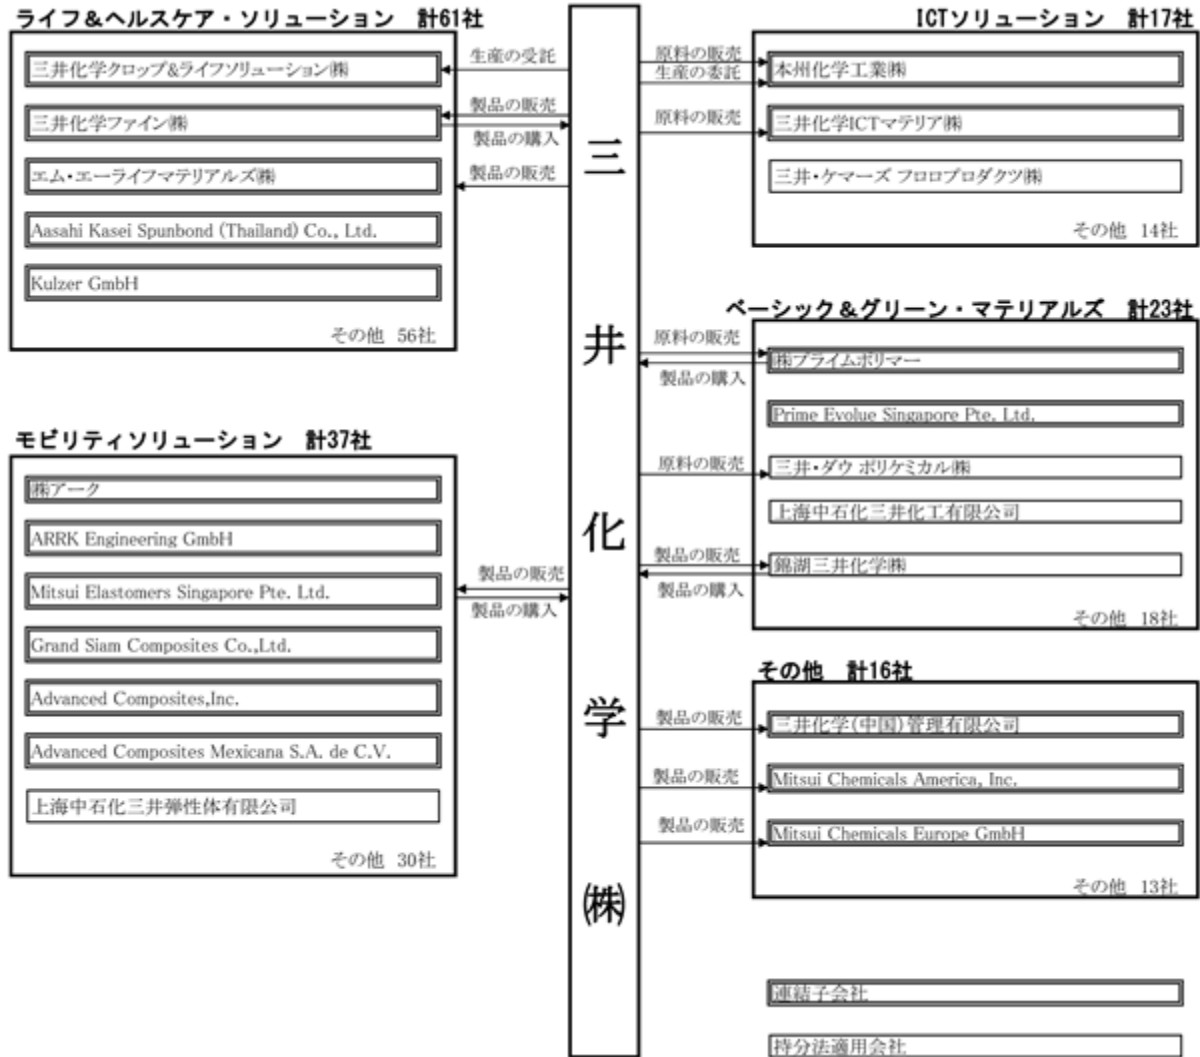 ライフ＆ヘルスケア・ソリューション　計61社
生産の受託
三井化学クロップ&ライフソリューション㈱
製品の販売
三井化学ファイン㈱
製品の購入
エム・エーライフマテリアルズ㈱
製品の販売
Aasahi Kasei Spunbond (Thailand) Co., Ltd.
Kulzer GmbH
その他 56社
モビリティソリューション　計37社
㈱アーク
ARRK Engineering GmbH
Mitsui Elastomers Singapore Pte. Ltd.
製品の販売
製品の購入
Grand Siam Composites Co.,Ltd.
Advanced Composites,Inc.
Advanced Composites Mexicana S.A. de C.V.
上海中石化三井弾性体有限公司
その他 30社
三井化学㈱
ICTソリューション　計17社
原料の販売
生産の委託
本州化学工業㈱
原料の販売
三井化学ICTマテリア㈱
三井・ケマーズ フロロプロダクツ㈱
その他 14社
ベーシック＆グリーン・マテリアルズ　計23社
原料の販売
㈱プライムポリマー
製品の購入
Prime Evolue Singapore Pte. Ltd.
原料の販売
三井・ダウ ポリケミカル㈱
上海中石化三井化工有限公司
製品の販売
錦湖三井化学㈱
製品の購入
その他 18社
その他　計16社
製品の販売
三井化学(中国)管理有限公司
製品の販売
Mitsui Chemicals America, Inc.
製品の販売
Mitsui Chemicals Europe GmbH
その他 13社
連結子会社
持分法適用会社